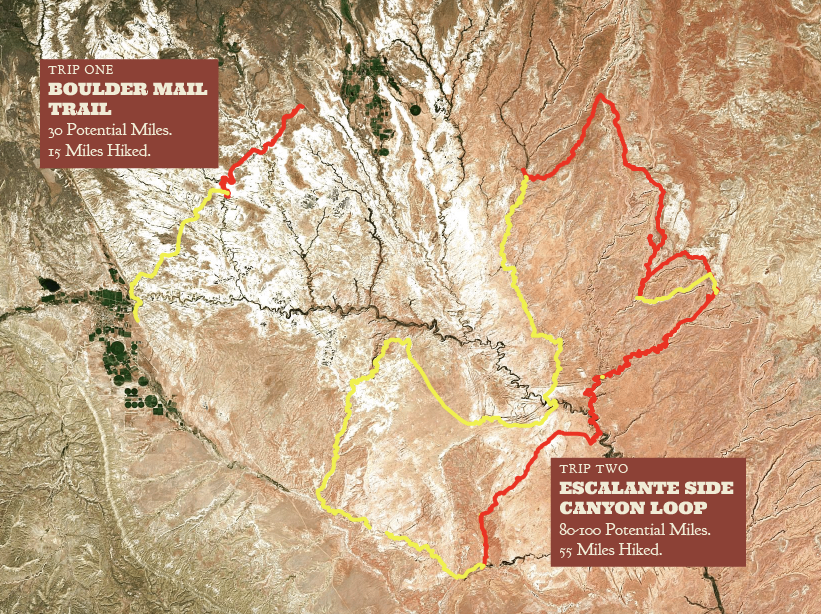 TRIP ONE
BOULDER MAIL
TRAIL
30 Potential Miles.
15 Miles Hiked.
TRIP TWO
ESCALANTE SIDE
CANYON LOOP
80-100 Potential Miles.
55 Miles Hiked.